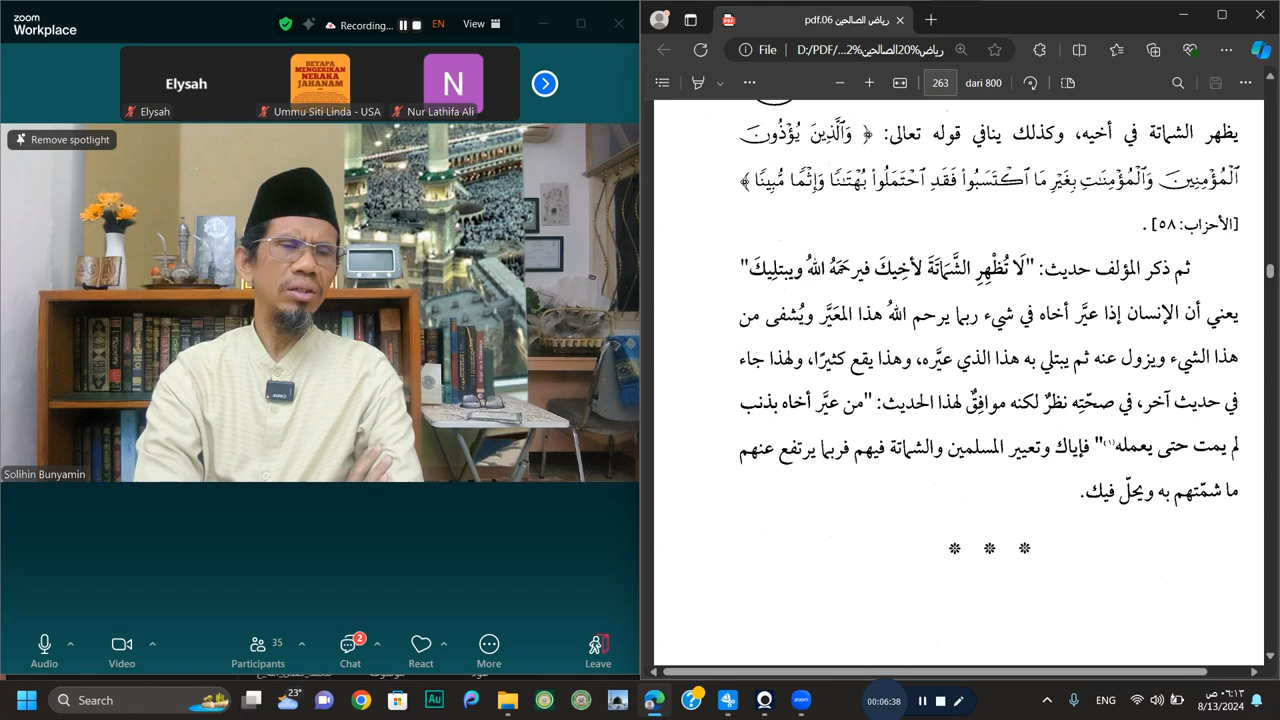 zoom
Workplace
Recording...
EN
View
Elysah
BETAPA
MENGERIKAN
NERAKA
JAHANAM
N
Elysah
Ummu Siti Linda - USA
Nur Lathifa Ali
Remove spotlight
Solihin Bunyamin
Audio
Video
35
Participants
2
Chat
React
More
Leave
رياض الصالحين 06.pdf
File
D:/PDF/رياض%20الصالحين%2...
263
dari 800
يظهر الشماتة في أخيه، وكذلك ينافي قوله تعالى: ﴿ وَٱلَّذِينَ يُؤْذُونَ
ٱلْمُؤْمِنِينَ وَٱلْمُؤْمِنَٰتِ بِغَيْرِ مَا ٱكْتَسَبُوا۟ فَقَدِ ٱحْتَمَلُوا۟ بُهْتَٰنًا وَإِثْمًا مُّبِينًا ﴾
[الأحزاب: ٥٨] .
ثم ذكر المؤلف حديث: "لَا تُظْهِرِ الشَّمَاتَةَ لأخِيكَ فيرحَمَهُ اللهُ ويبتلِيكَ"
يعني أن الإنسان إذا عيَّر أخاه في شيء ربما يرحم اللهُ هذا المعَيَّر ويُشفى من
هذا الشيء ويزول عنه ثم يبتلي به هذا الذي عيَّره، وهذا يقع كثيرًا، ولهذا جاء
في حديث آخر، في صحّتِه نظرٌ لكنه موافِقٌ لهذا الحديث: "من عيَّر أخاه بذنب
لم يمت حتى يعمله(١)" فإياك وتعيير المسلمين والشماتة فيهم فربما يرتفع عنهم
ما شمّتهم به ويحلّ فيك.
Search
23°
00:06:38
ENG
٠٦:١٣ ص
8/13/2024